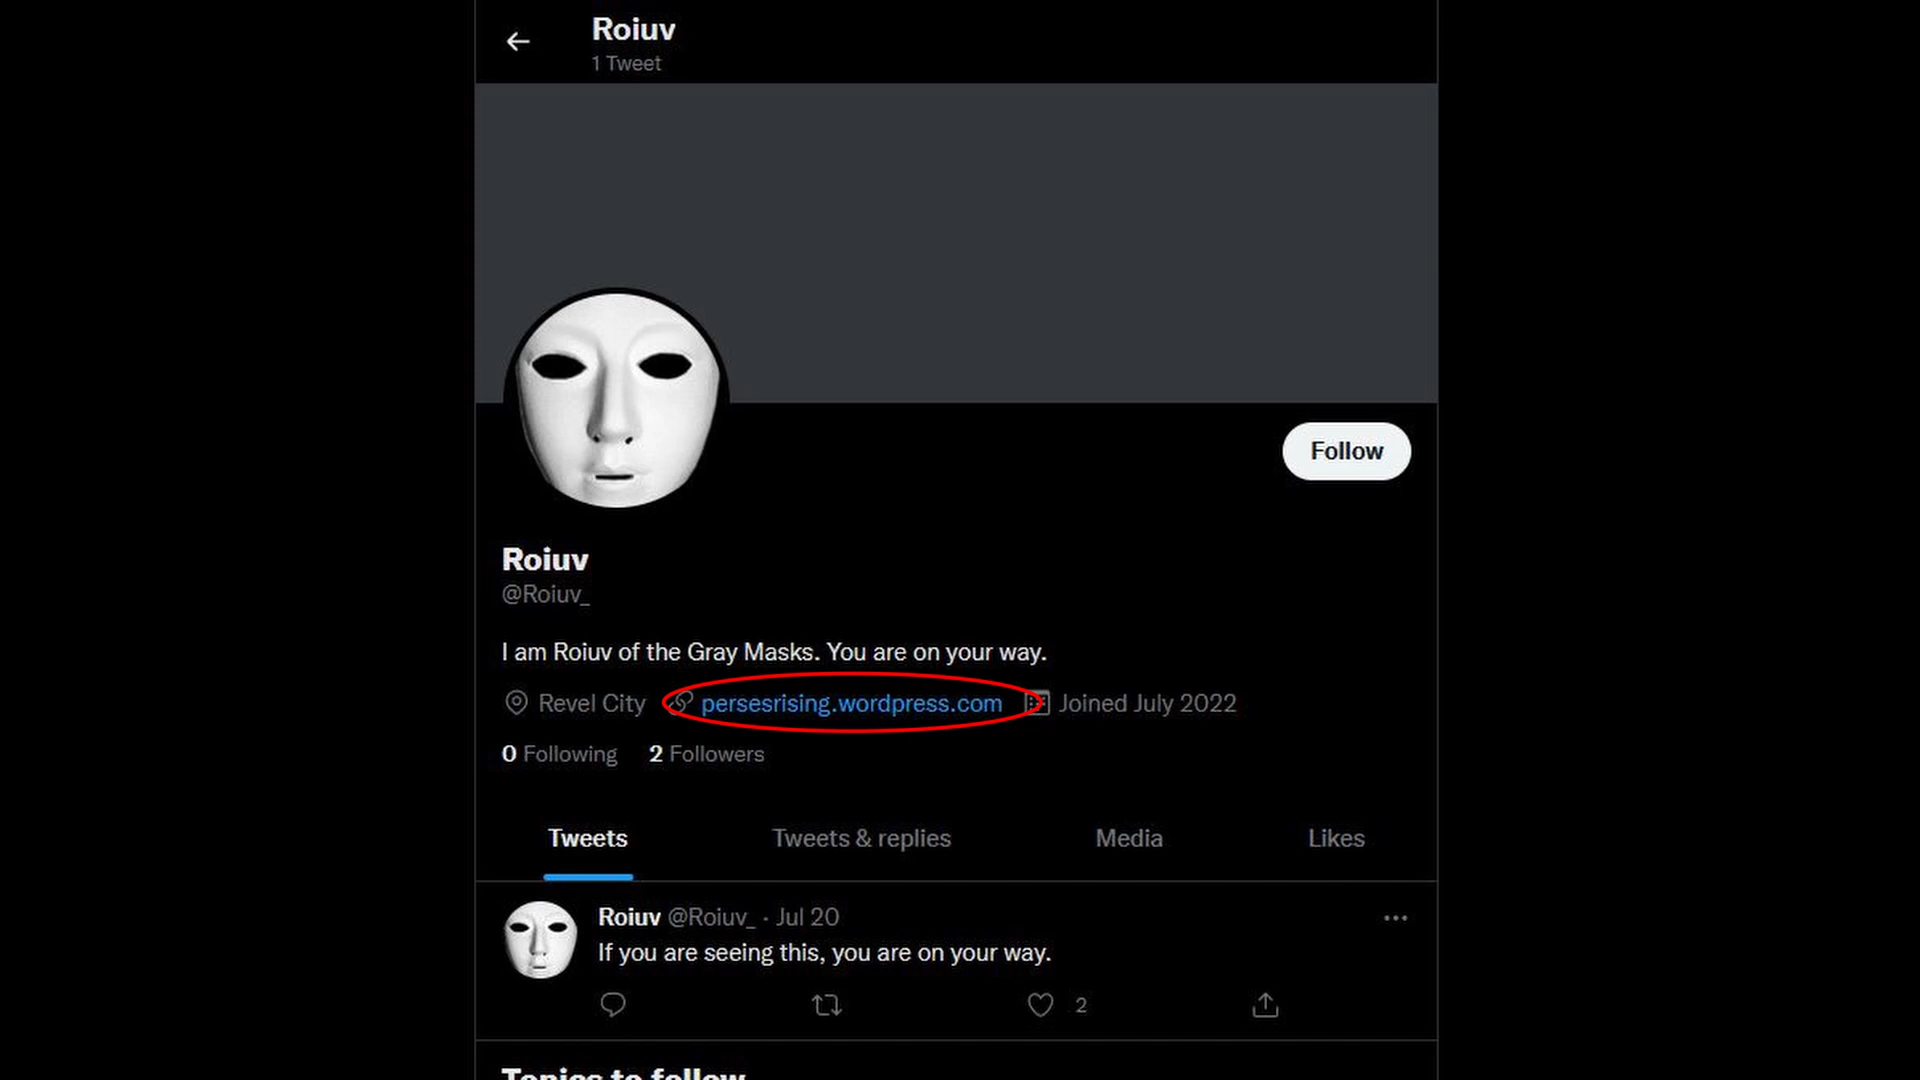 Roiuv
1 Tweet
Follow
Roiuv
@Roiuv_
I am Roiuv of the Gray Masks. You are on your way.
Revel City persesrising.wordpress.com Joined July 2022
0 Following 2 Followers
Tweets Tweets & replies Media Likes
Roiuv @Roiuv_ · Jul 20
If you are seeing this, you are on your way.
2
Topics to follow